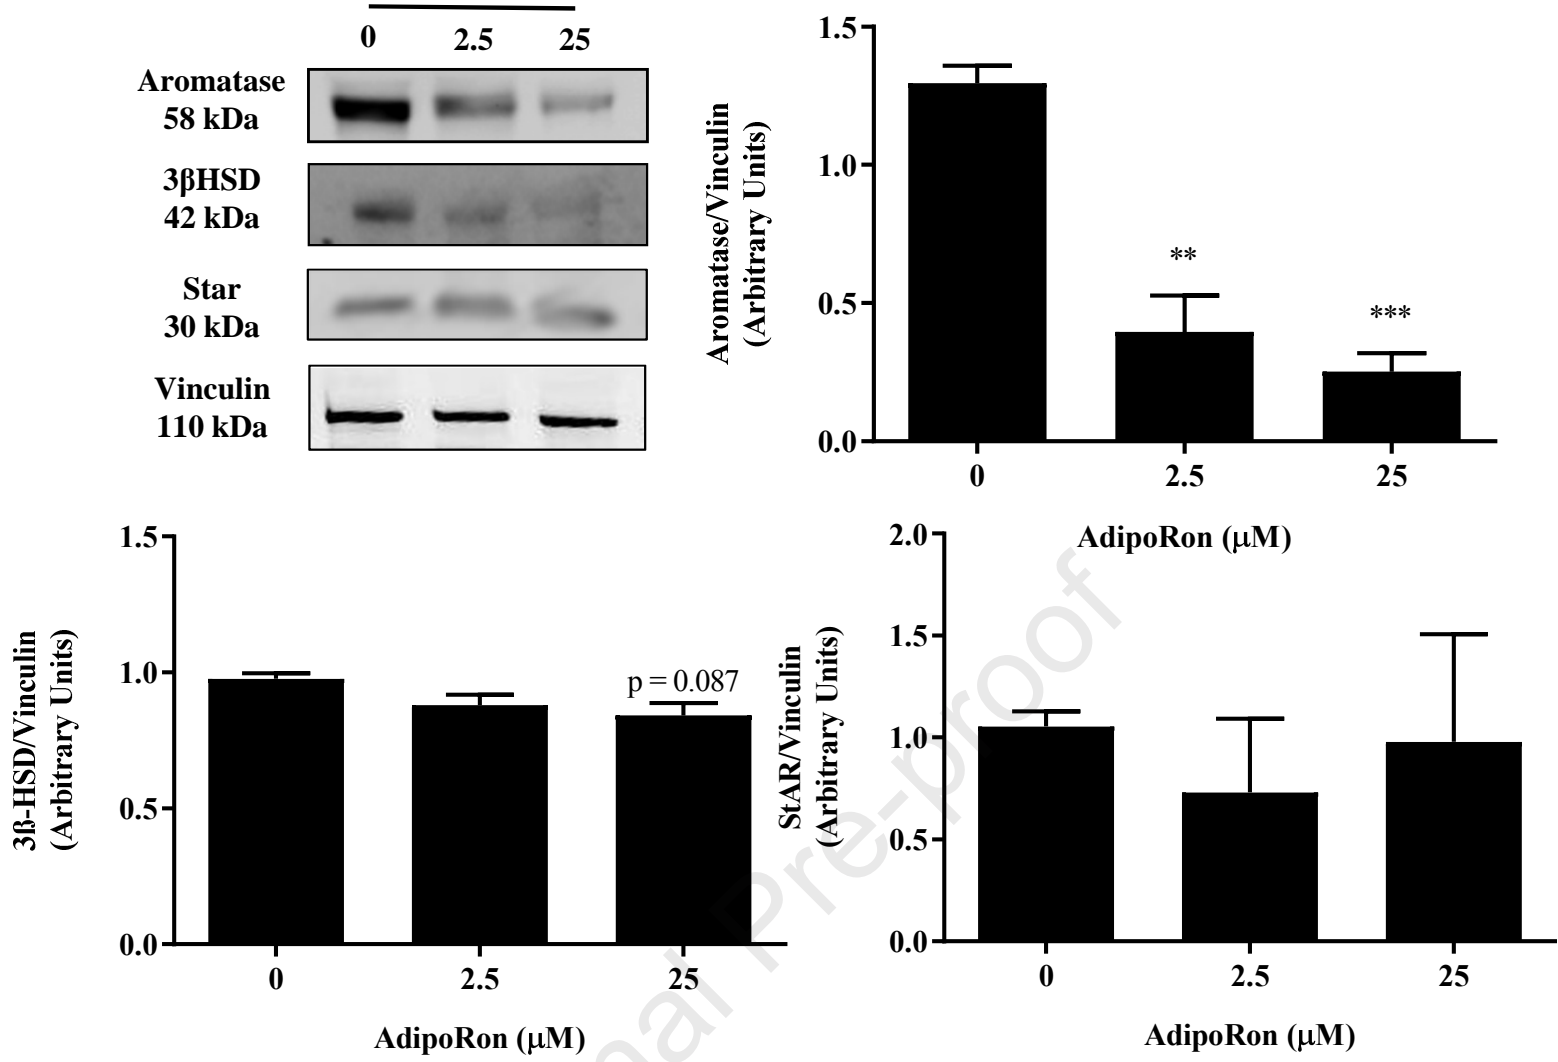 0 2.5 25
Aromatase
58 kDa
3βHSD
42 kDa
Star
30 kDa
Vinculin
110 kDa
Aromatase/Vinculin
(Arbitrary Units)
1.5
1.0
0.5
0.0
**
***
0 2.5 25
AdipoRon (μM)
3ß-HSD/Vinculin
(Arbitrary Units)
1.5
1.0
0.5
0.0
p = 0.087
0 2.5 25
AdipoRon (μM)
StAR/Vinculin
(Arbitrary Units)
2.0
1.5
1.0
0.5
0.0
0 2.5 25
AdipoRon (μM)
nal Pre-proof